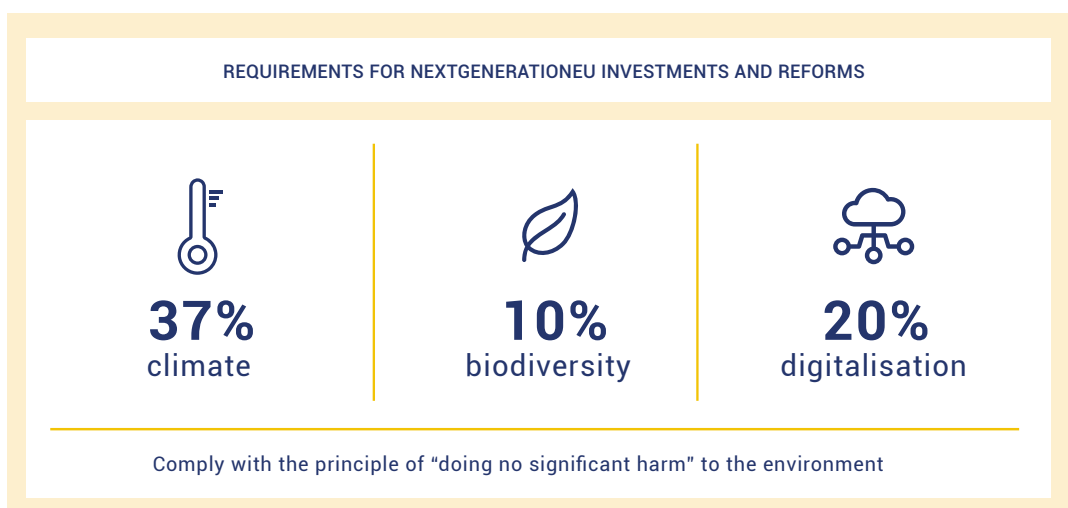 REQUIREMENTS FOR NEXTGENERATIONEU INVESTMENTS AND REFORMS
37%
climate
10%
biodiversity
20%
digitalisation
Comply with the principle of “doing no significant harm” to the environment